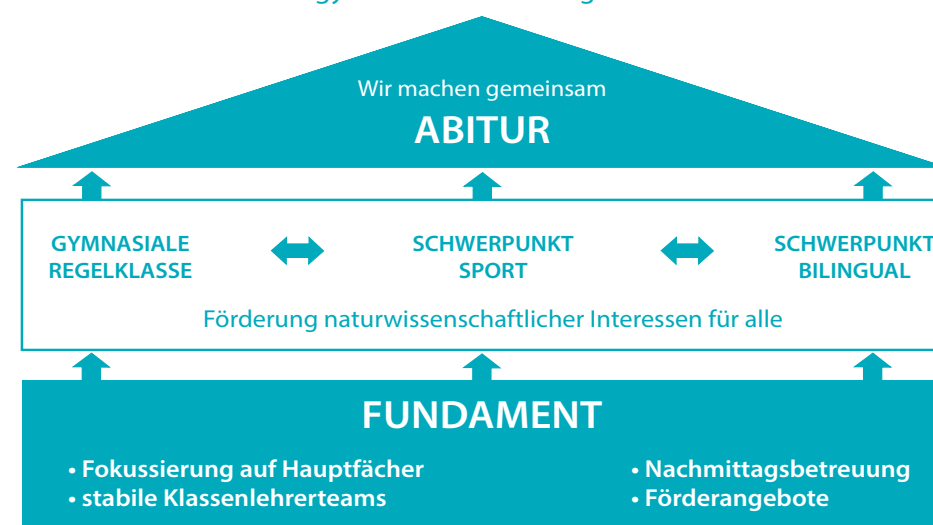 Wir machen gemeinsam
ABITUR
GYMNASIALE
REGELKLASSE
SCHWERPUNKT
SPORT
SCHWERPUNKT
BILINGUAL
Förderung naturwissenschaftlicher Interessen für alle
FUNDAMENT
• Fokussierung auf Hauptfächer
• stabile Klassenlehrerteams
• Nachmittagsbetreuung
• Förderangebote